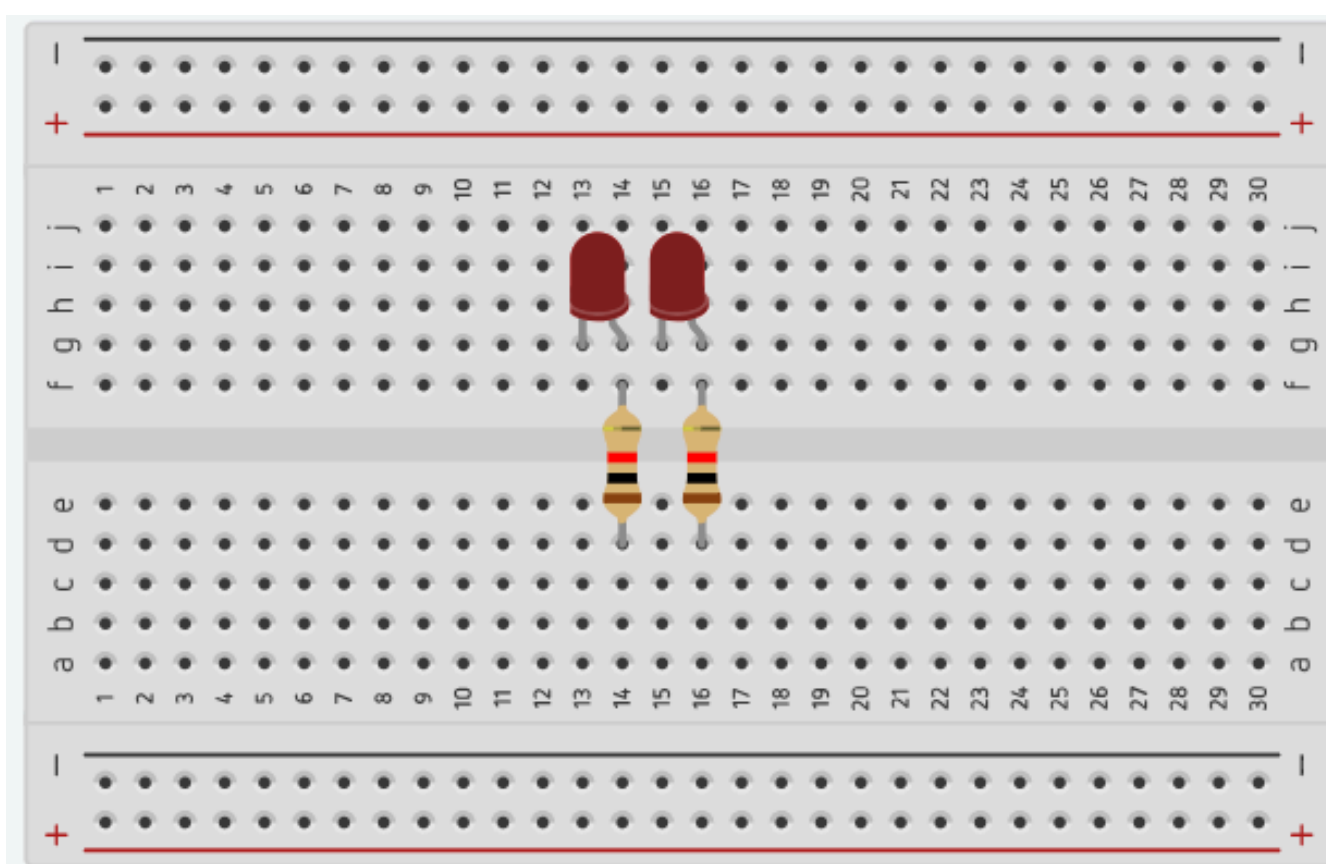 − −
+ +
1 2 3 4 5 6 7 8 9 10 11 12 13 14 15 16 17 18 19 20 21 22 23 24 25 26 27 28 29 30
j j
i i
h h
g g
f f
e e
d d
c c
b b
a a
1 2 3 4 5 6 7 8 9 10 11 12 13 14 15 16 17 18 19 20 21 22 23 24 25 26 27 28 29 30
− −
+ +